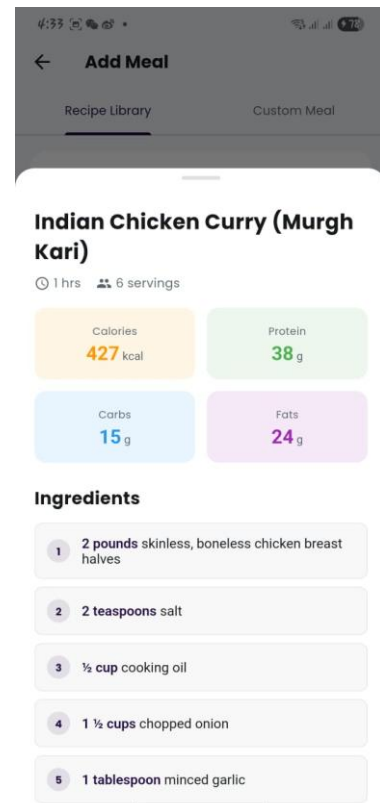 4:33
72
Add Meal
Recipe Library
Custom Meal
Indian Chicken Curry (Murgh
Kari)
1 hrs 6 servings
Calories
427 kcal
Protein
38 g
Carbs
15 g
Fats
24 g
Ingredients
1 2 pounds skinless, boneless chicken breast
halves
2 2 teaspoons salt
3 ½ cup cooking oil
4 1 ½ cups chopped onion
5 1 tablespoon minced garlic